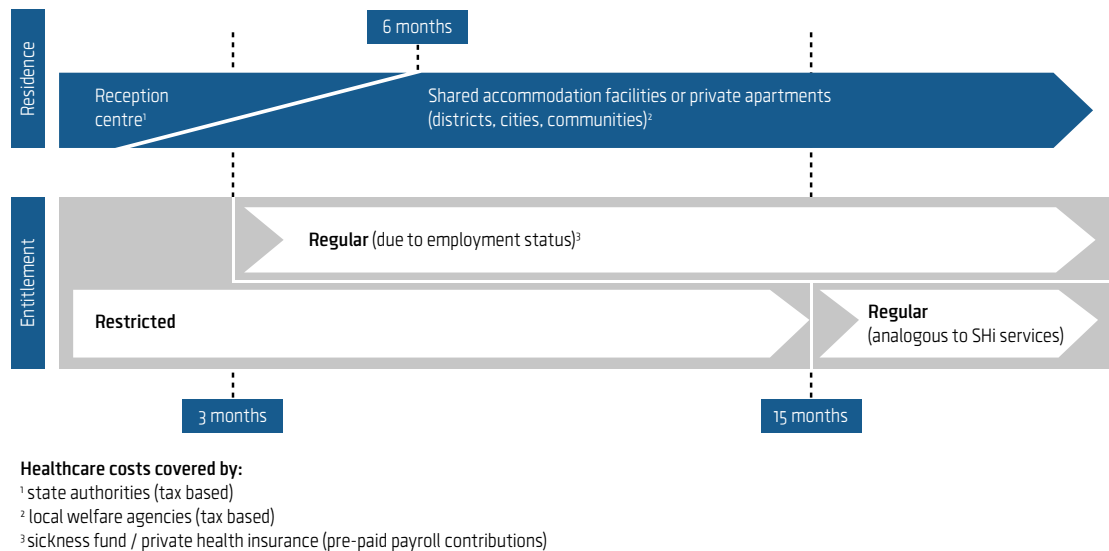 6 months
Residence
Reception
centre¹
Shared accommodation facilities or private apartments
(districts, cities, communities)²
Entitlement
Regular (due to employment status)³
Restricted
Regular
(analogous to SHi services)
3 months
15 months
Healthcare costs covered by:
¹ state authorities (tax based)
² local welfare agencies (tax based)
³ sickness fund / private health insurance (pre-paid payroll contributions)